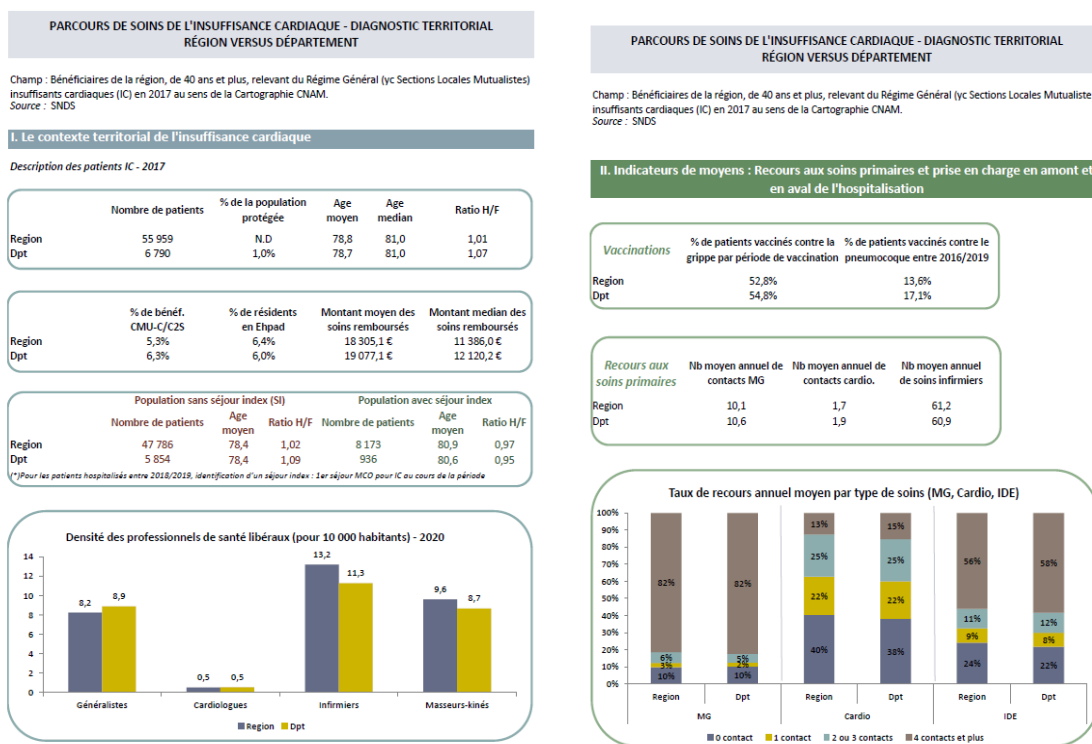 PARCOURS DE SOINS DE L'INSUFFISANCE CARDIAQUE - DIAGNOSTIC TERRITORIAL
RÉGION VERSUS DÉPARTEMENT
Champ : Bénéficiaires de la région, de 40 ans et plus, relevant du Régime Général (yc Sections Locales Mutualistes)
insuffisants cardiaques (IC) en 2017 au sens de la Cartographie CNAM.
Source : SNDS
I. Le contexte territorial de l'insuffisance cardiaque
Description des patients IC - 2017
Nombre de patients % de la population protégée Age moyen Age median Ratio H/F
Region 55 959 N.D 78,8 81,0 1,01
Dpt 6 790 1,0% 78,7 81,0 1,07
% de bénéf. CMU-C/C2S % de résidents en Ehpad Montant moyen des soins remboursés Montant median des soins remboursés
Region 5,3% 6,4% 18 305,1 € 11 386,0 €
Dpt 6,3% 6,0% 19 077,1 € 12 120,2 €
Population sans séjour index (SI) Population avec séjour index
Nombre de patients Age moyen Ratio H/F Nombre de patients Age moyen Ratio H/F
Region 47 786 78,4 1,02 8 173 80,9 0,97
Dpt 5 854 78,4 1,09 936 80,6 0,95
(*)Pour les patients hospitalisés entre 2018/2019, identification d'un séjour index : 1er séjour MCO pour IC au cours de la période
Densité des professionnels de santé libéraux (pour 10 000 habitants) - 2020
14
12
10
8
6
4
2
0
8,2 8,9
0,5 0,5
13,2 11,3
9,6 8,7
Généralistes Cardiologues Infirmiers Masseurs-kinés
Region Dpt
PARCOURS DE SOINS DE L'INSUFFISANCE CARDIAQUE - DIAGNOSTIC TERRITORIAL
RÉGION VERSUS DÉPARTEMENT
Champ : Bénéficiaires de la région, de 40 ans et plus, relevant du Régime Général (yc Sections Locales Mutualiste
insuffisants cardiaques (IC) en 2017 au sens de la Cartographie CNAM.
Source : SNDS
II. Indicateurs de moyens : Recours aux soins primaires et prise en charge en amont et
en aval de l'hospitalisation
Vaccinations % de patients vaccinés contre la grippe par période de vaccination % de patients vaccinés contre le pneumocoque entre 2016/2019
Region 52,8% 13,6%
Dpt 54,8% 17,1%
Recours aux soins primaires Nb moyen annuel de contacts MG Nb moyen annuel de contacts cardio. Nb moyen annuel de soins infirmiers
Region 10,1 1,7 61,2
Dpt 10,6 1,9 60,9
Taux de recours annuel moyen par type de soins (MG, Cardio, IDE)
100%
90%
80%
70%
60%
50%
40%
30%
20%
10%
0%
82% 6% 3% 10%
82% 5% 2% 10%
13% 25% 22% 40%
15% 25% 22% 38%
56% 11% 9% 24%
58% 12% 8% 22%
Region Dpt Region Dpt Region Dpt
MG Cardio IDE
0 contact 1 contact 2 ou 3 contacts 4 contacts et plus